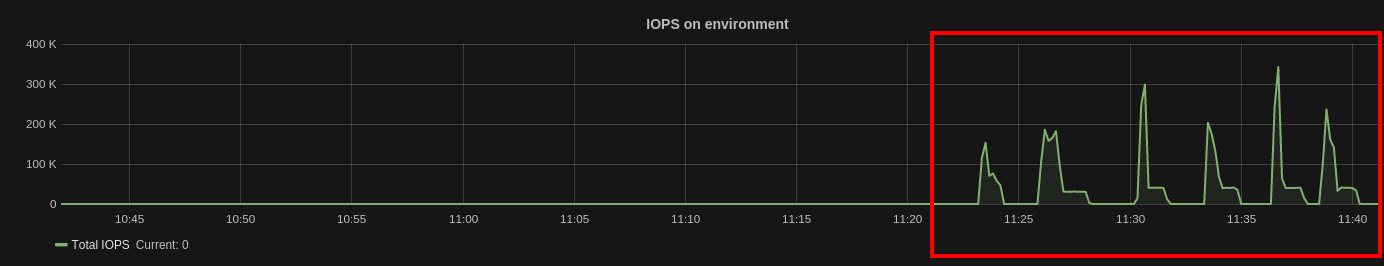 IOPS on environment
400 K
300 K
200 K
100 K
0
10:45 10:50 10:55 11:00 11:05 11:10 11:15 11:20 11:25 11:30 11:35 11:40
Total IOPS Current: 0